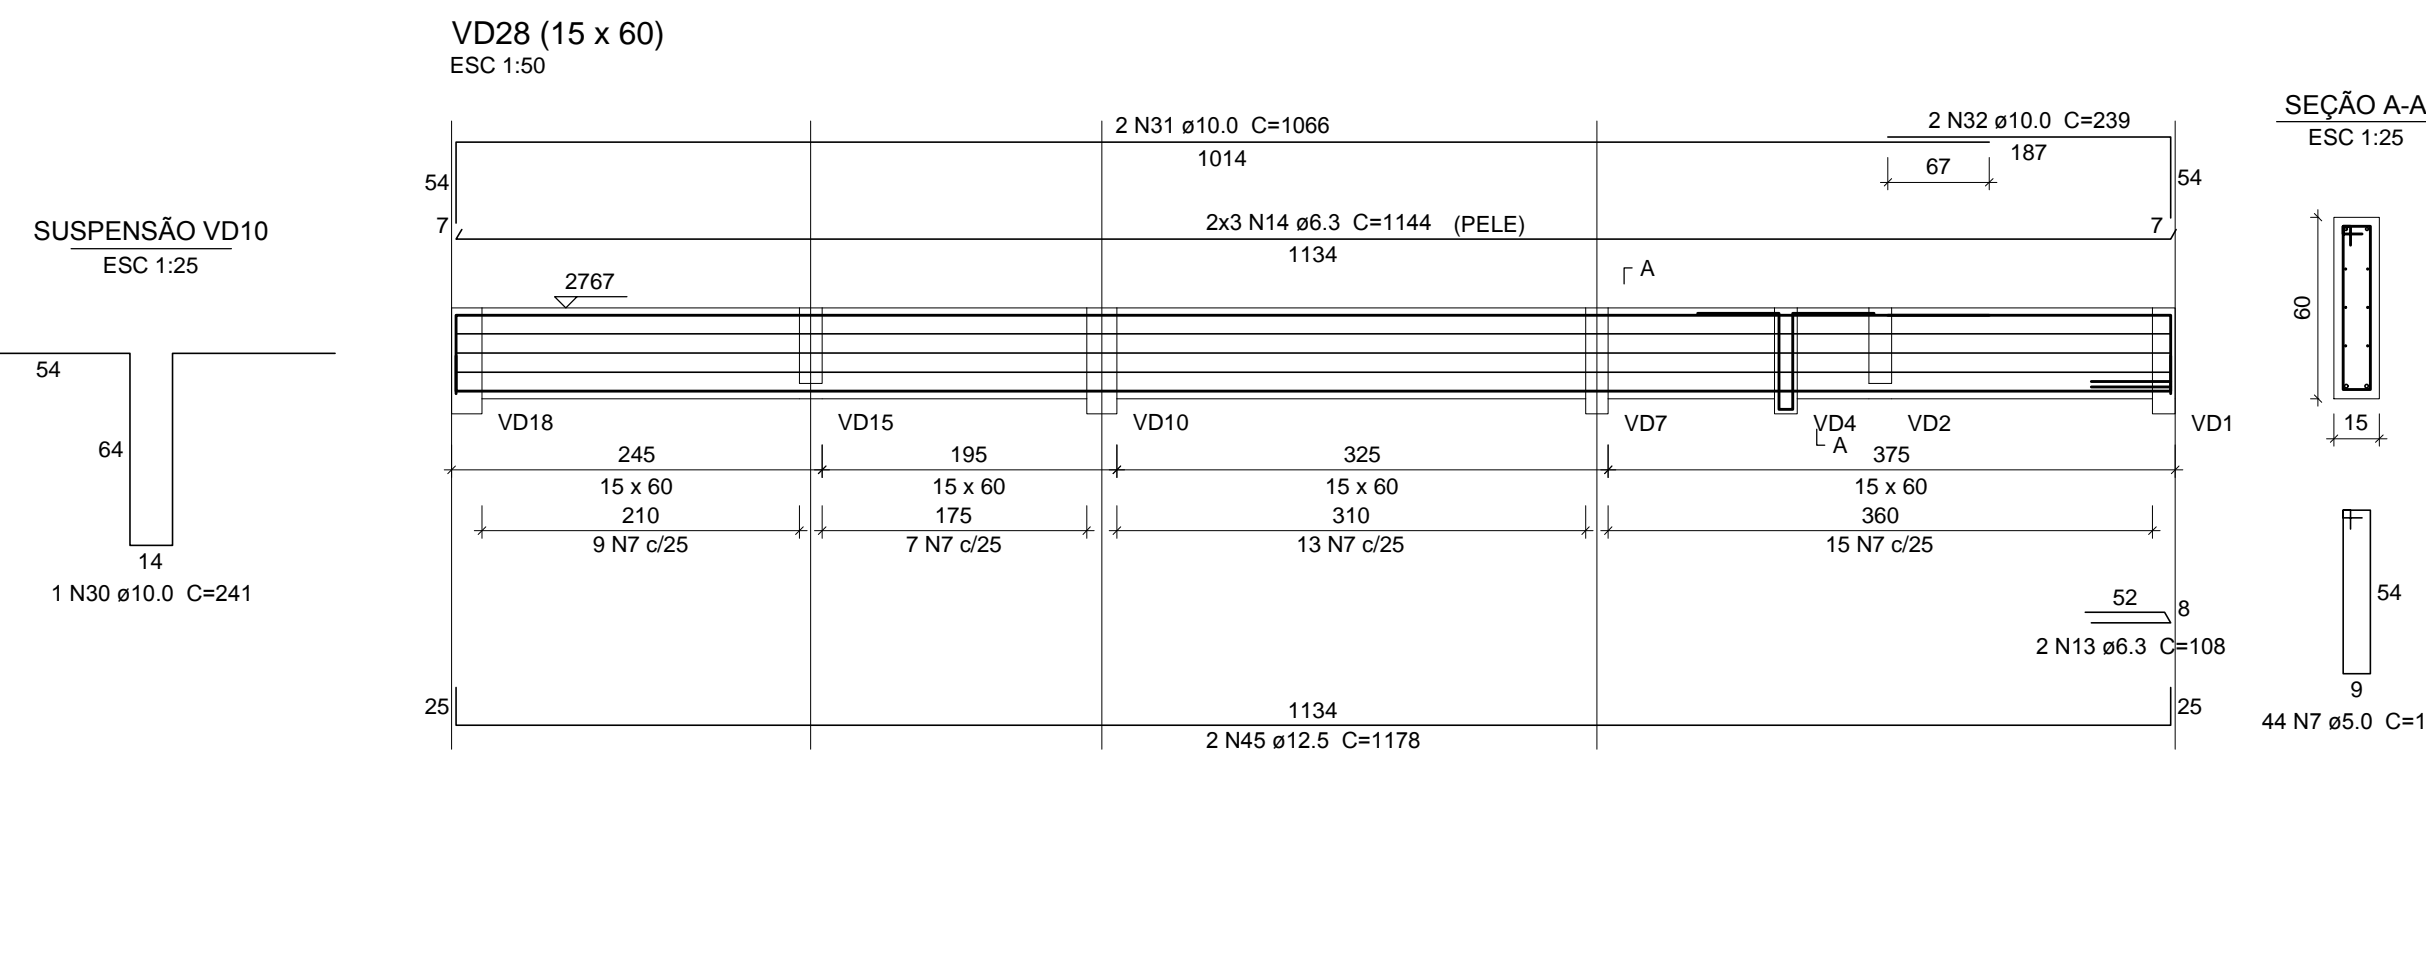 VD28 (15 x 60)
ESC 1:50
SEÇÃO A-A
ESC 1:25
2 N31 ø10.0 C=1066
1014
2 N32 ø10.0 C=239
187
67
54
54
7
2x3 N14 ø6.3 C=1144 (PELE)
7
1134
SUSPENSÃO VD10
ESC 1:25
2767
A
60
15
54
64
14
1 N30 ø10.0 C=241
VD18
VD15
VD10
VD7
VD4
VD2
VD1
A
245
195
325
375
15 x 60
15 x 60
15 x 60
15 x 60
210
175
310
360
9 N7 c/25
7 N7 c/25
13 N7 c/25
15 N7 c/25
52
8
2 N13 ø6.3 C=108
54
9
44 N7 ø5.0 C=1
25
1134
25
2 N45 ø12.5 C=1178